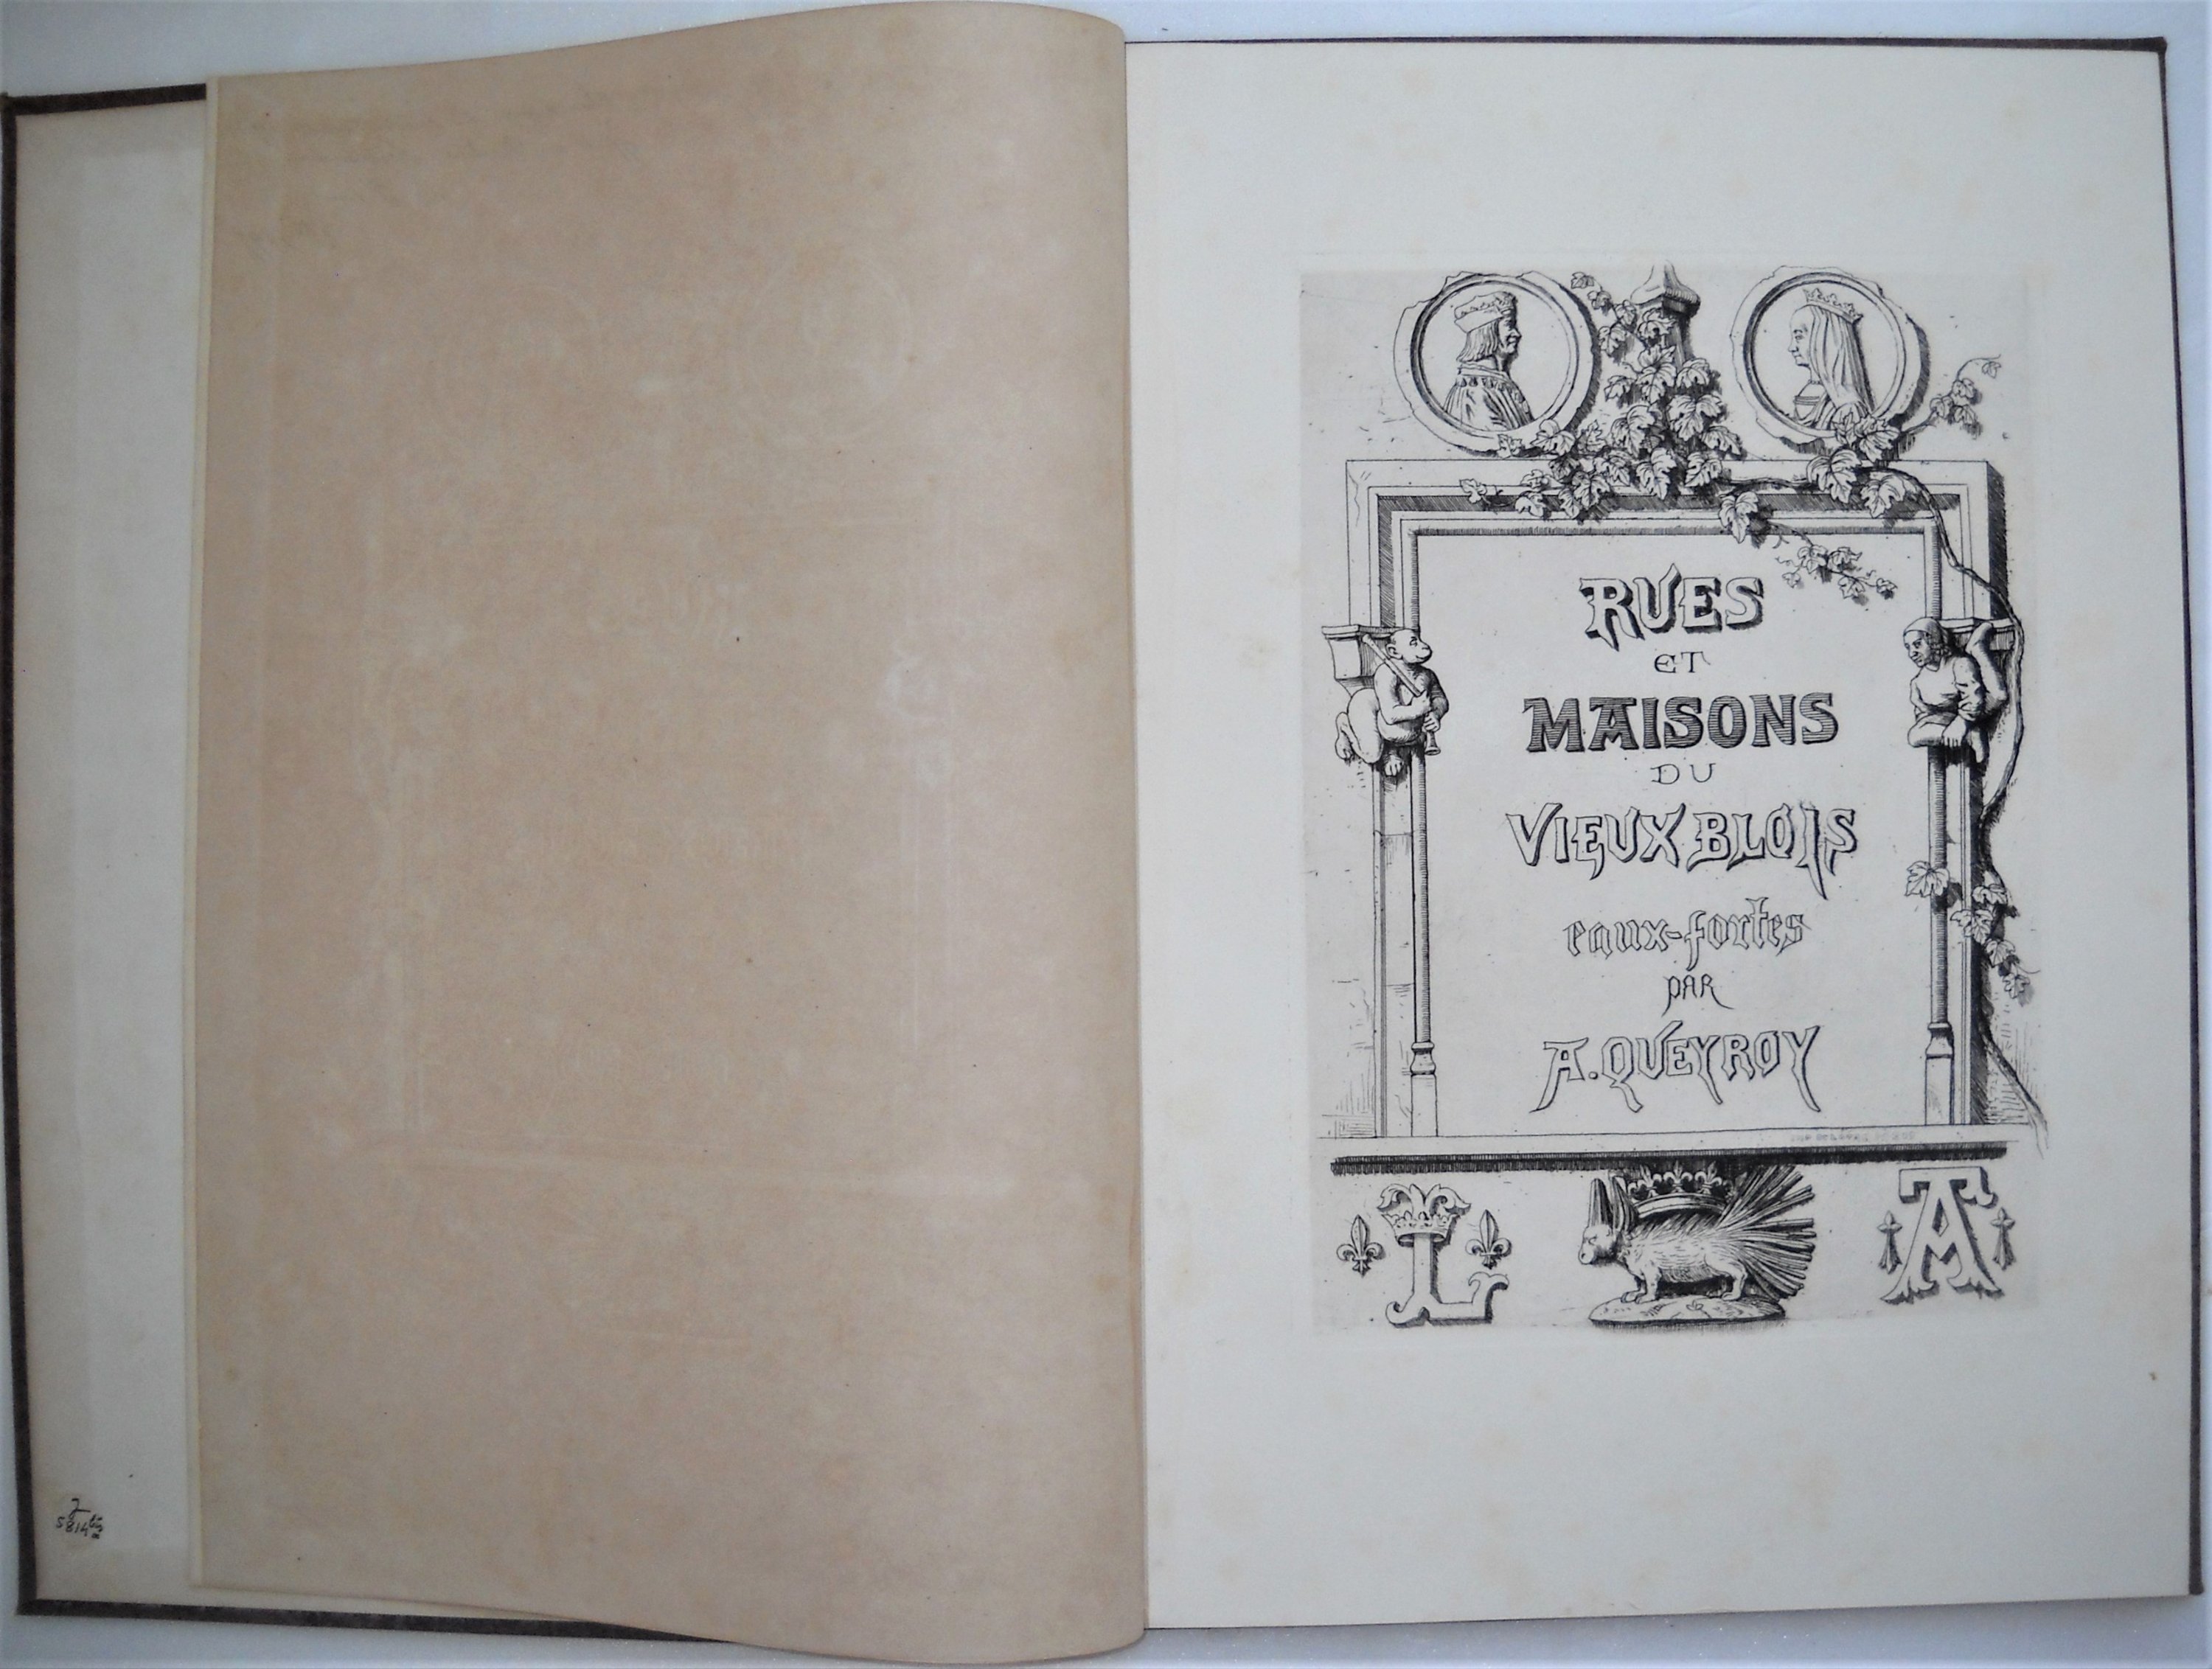 RUES
ET
MAISONS
DU
VIEUX BLOIS
eaux-fortes
PAR
A. QUEYROY
L
A